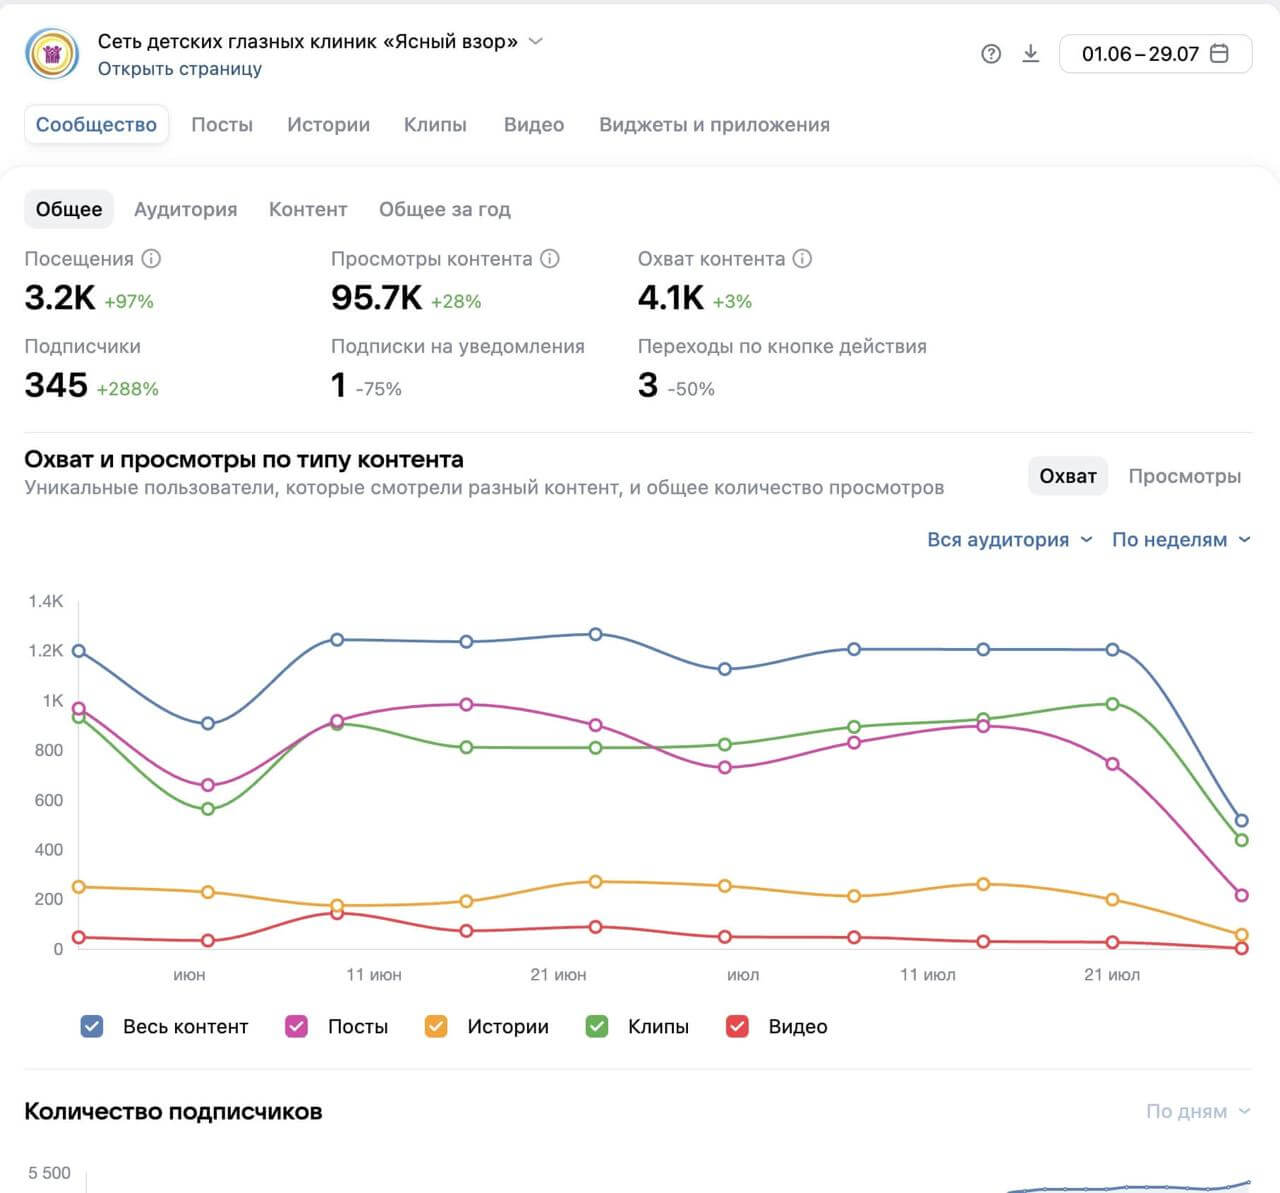 Сеть детских глазных клиник «Ясный взор»
Открыть страницу
01.06–29.07
Сообщество Посты Истории Клипы Видео Виджеты и приложения
Общее Аудитория Контент Общее за год
Посещения Просмотры контента Охват контента
3.2K +97% 95.7K +28% 4.1K +3%
Подписчики Подписки на уведомления Переходы по кнопке действия
345 +288% 1 -75% 3 -50%
Охват и просмотры по типу контента
Уникальные пользователи, которые смотрели разный контент, и общее количество просмотров
Охват Просмотры
Вся аудитория По неделям
1.4K
1.2K
1K
800
600
400
200
0
июн 11 июн 21 июн июл 11 июл 21 июл
Весь контент Посты Истории Клипы Видео
Количество подписчиков
По дням
5 500